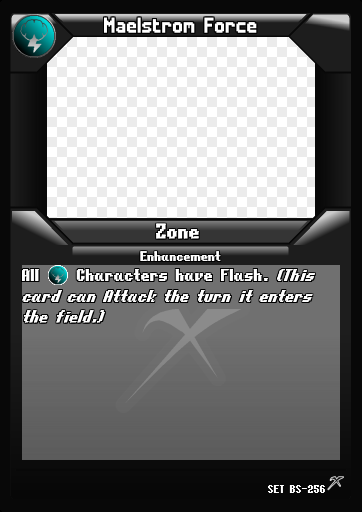 Maelstrom Force
Zone
Enhancement
All Characters have Flash. (This
card can Attack the turn it enters
the field.)
SET BS-256